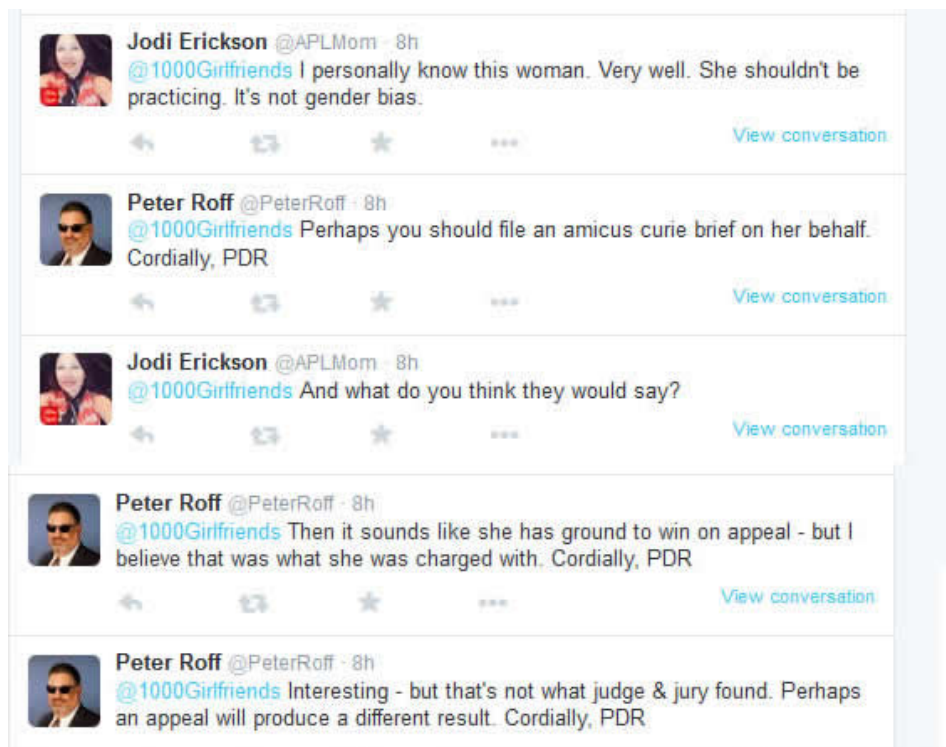 Jodi Erickson @APLMom · 8h
@1000Girlfriends I personally know this woman. Very well. She shouldn't be
practicing. It's not gender bias.
View conversation
Peter Roff @PeterRoff · 8h
@1000Girlfriends Perhaps you should file an amicus curie brief on her behalf.
Cordially, PDR
View conversation
Jodi Erickson @APLMom · 8h
@1000Girlfriends And what do you think they would say?
View conversation
Peter Roff @PeterRoff · 8h
@1000Girlfriends Then it sounds like she has ground to win on appeal - but I
believe that was what she was charged with. Cordially, PDR
View conversation
Peter Roff @PeterRoff · 8h
@1000Girlfriends Interesting - but that's not what judge & jury found. Perhaps
an appeal will produce a different result. Cordially, PDR